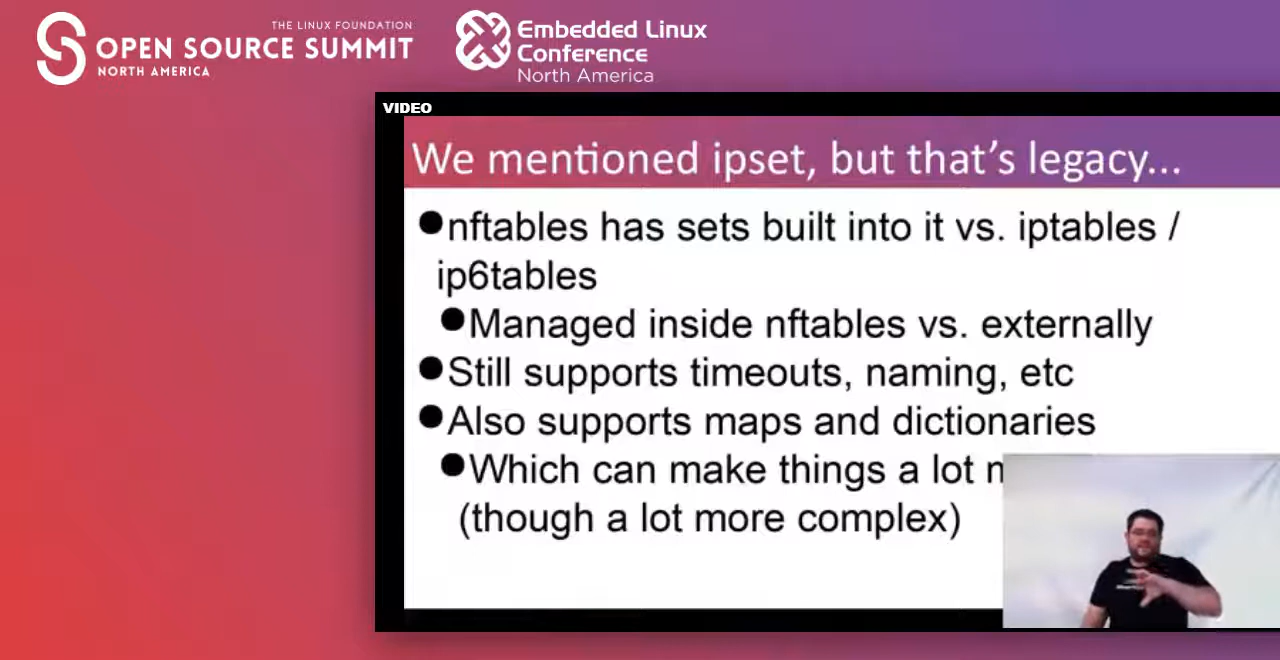 THE LINUX FOUNDATION
OPEN SOURCE SUMMIT
NORTH AMERICA
Embedded Linux
Conference
North America
VIDEO
We mentioned ipset, but that's legacy...
●nftables has sets built into it vs. iptables /
ip6tables
●Managed inside nftables vs. externally
●Still supports timeouts, naming, etc
●Also supports maps and dictionaries
●Which can make things a lot
(though a lot more complex)